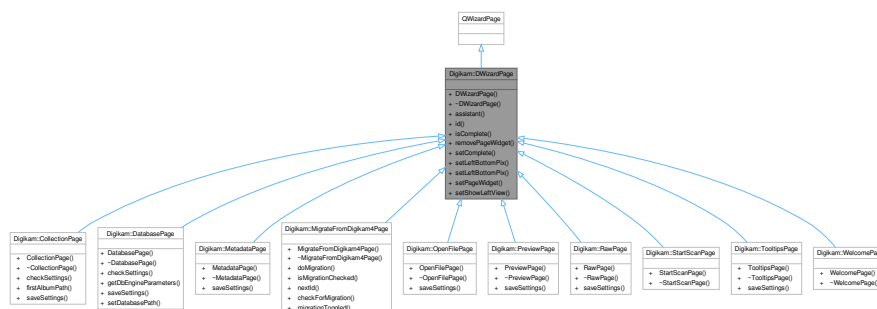 QWizardPage
Digikam::DWizardPage
+ DWizardPage()
+ ~DWizardPage()
+ assistant()
+ id()
+ isComplete()
+ removePageWidget()
+ setComplete()
+ setLeftBottomPix()
+ setLeftBottomPix()
+ setPageWidget()
+ setShowLeftView()
Digikam::CollectionPage
+ CollectionPage()
+ ~CollectionPage()
+ checkSettings()
+ firstAlbumPath()
+ saveSettings()
Digikam::DatabasePage
+ DatabasePage()
+ ~DatabasePage()
+ checkSettings()
+ getDbEngineParameters()
+ saveSettings()
+ setDatabasePath()
Digikam::MetadataPage
+ MetadataPage()
+ ~MetadataPage()
+ saveSettings()
Digikam::MigrateFromDigikam4Page
+ MigrateFromDigikam4Page()
+ ~MigrateFromDigikam4Page()
+ doMigration()
+ isMigrationChecked()
+ nextId()
+ checkForMigration()
+ migrationToggled()
Digikam::OpenFilePage
+ OpenFilePage()
+ ~OpenFilePage()
+ saveSettings()
Digikam::PreviewPage
+ PreviewPage()
+ ~PreviewPage()
+ saveSettings()
Digikam::RawPage
+ RawPage()
+ ~RawPage()
+ saveSettings()
Digikam::StartScanPage
+ StartScanPage()
+ ~StartScanPage()
Digikam::TooltipsPage
+ TooltipsPage()
+ ~TooltipsPage()
+ saveSettings()
Digikam::WelcomePa
+ WelcomePage()
+ ~WelcomePage()